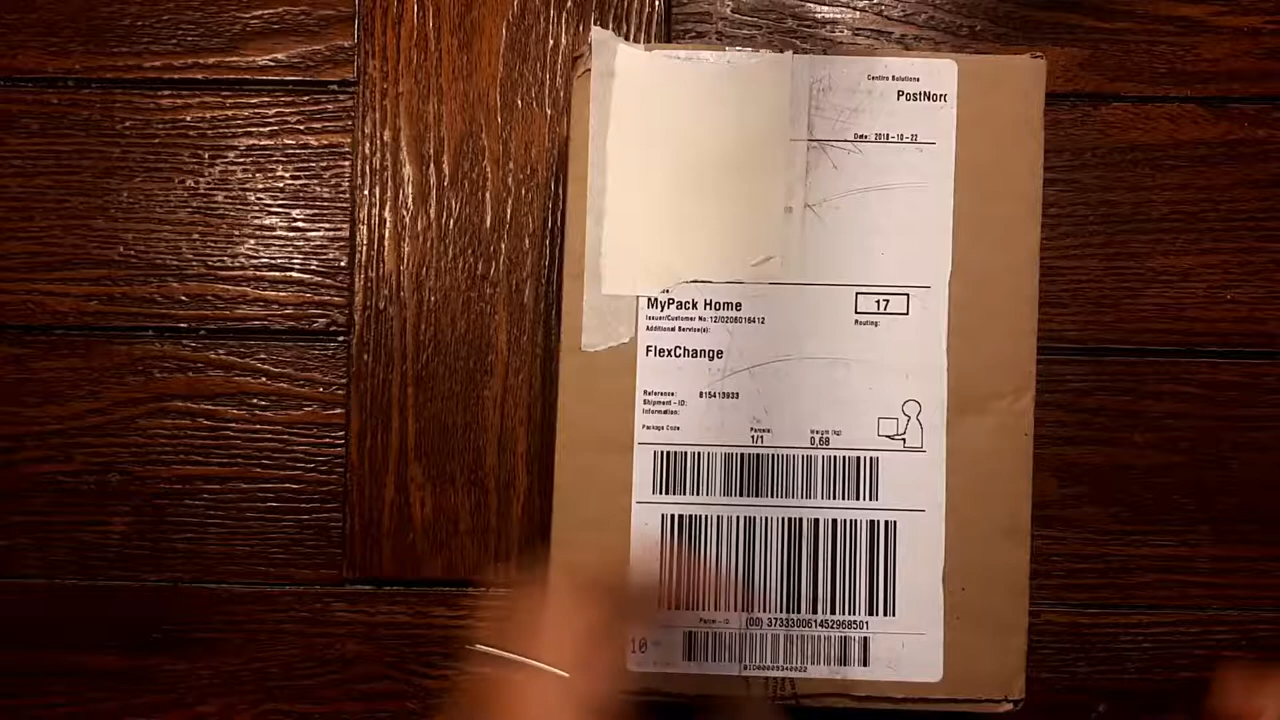 Centiro Solutions
PostNord
Date: 2018-10-22
MyPack Home
17
Issuer/Customer No:12/0206016412
Routing:
Additional Service(s):
FlexChange
Reference: 815413933
Shipment-ID:
Information:
Package Code
Parcels:
Weight (kg)
1/1
0,68
Parcel-ID: (00) 373330061452968501
10
BID00009340022